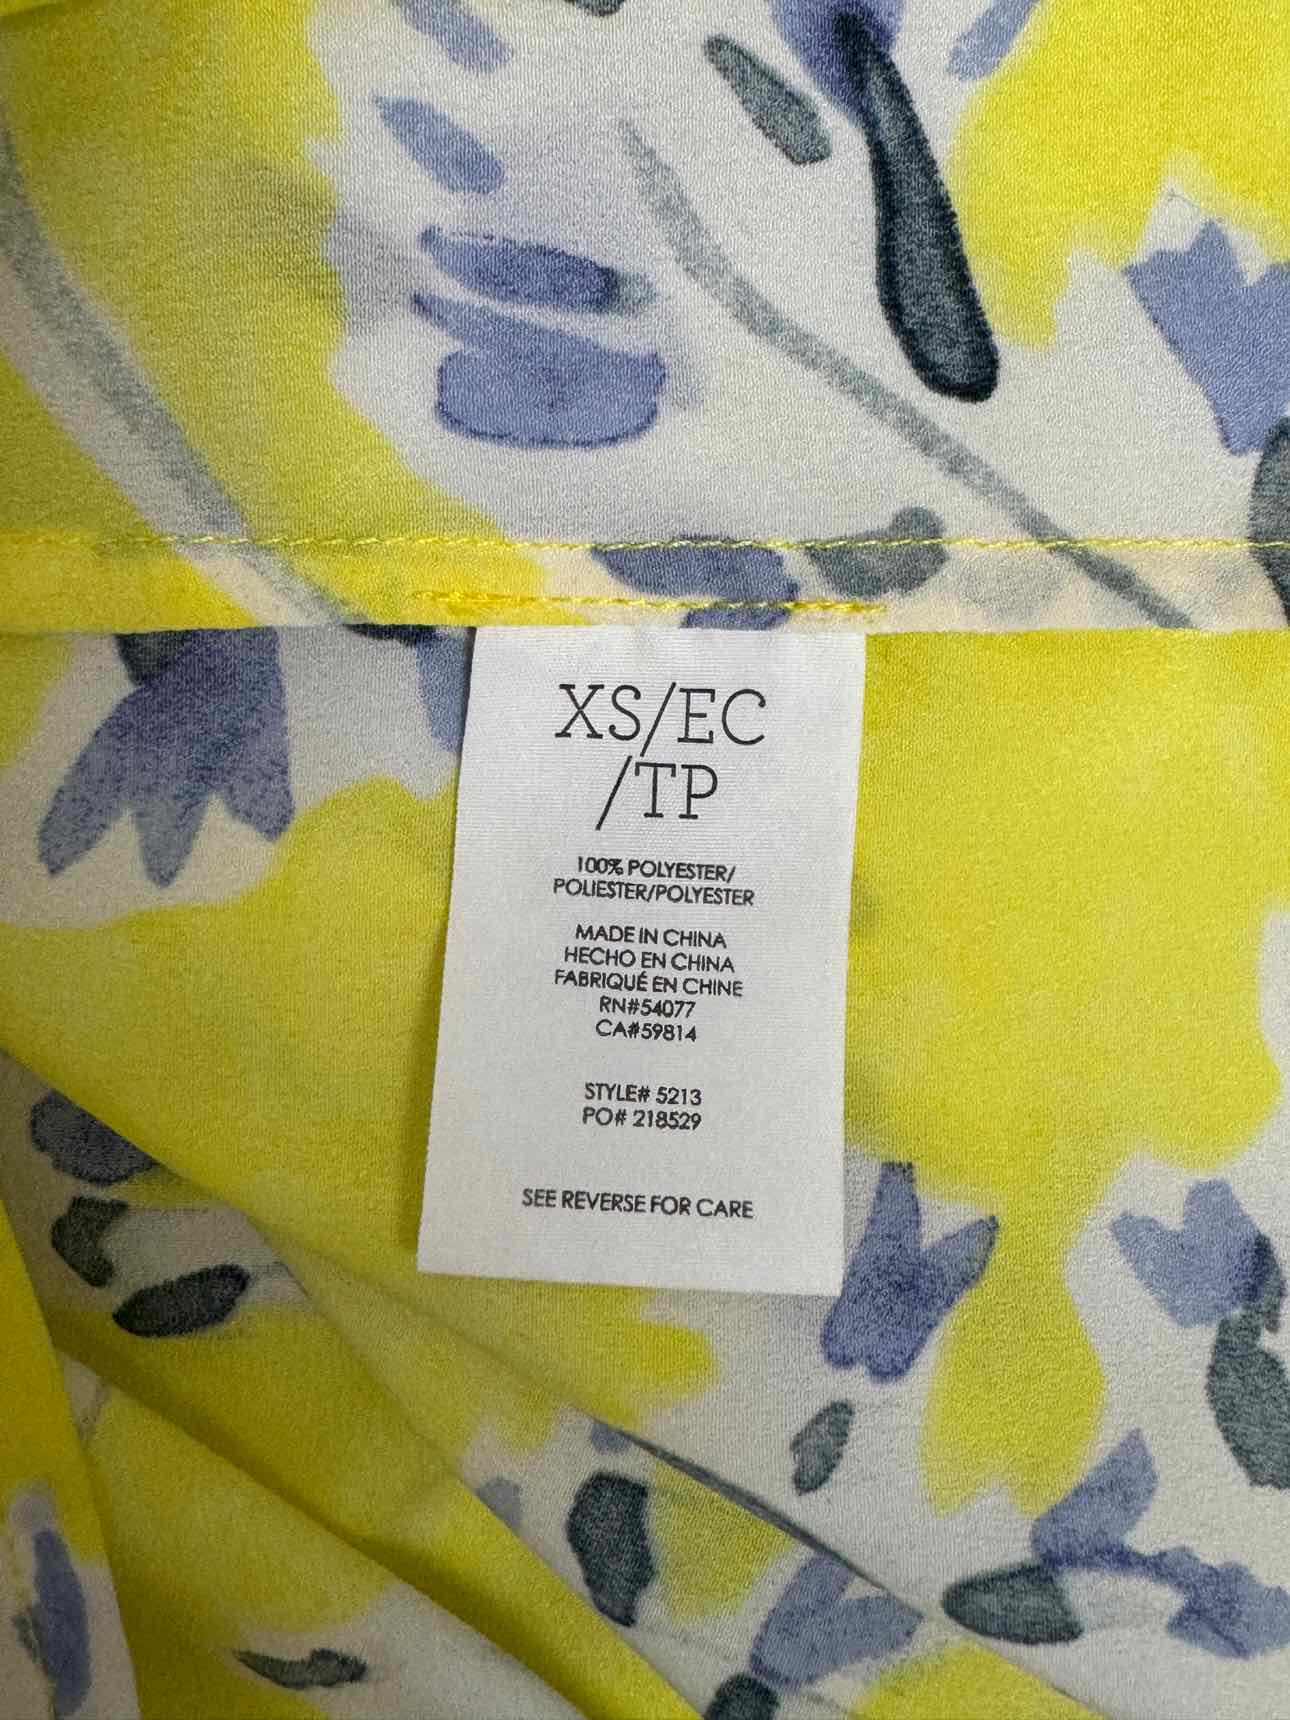 XS/EC
/TP
100% POLYESTER/
POLIESTER/POLYESTER
MADE IN CHINA
HECHO EN CHINA
FABRIQUÉ EN CHINE
RN#54077
CA#59814
STYLE# 5213
PO# 218529
SEE REVERSE FOR CARE